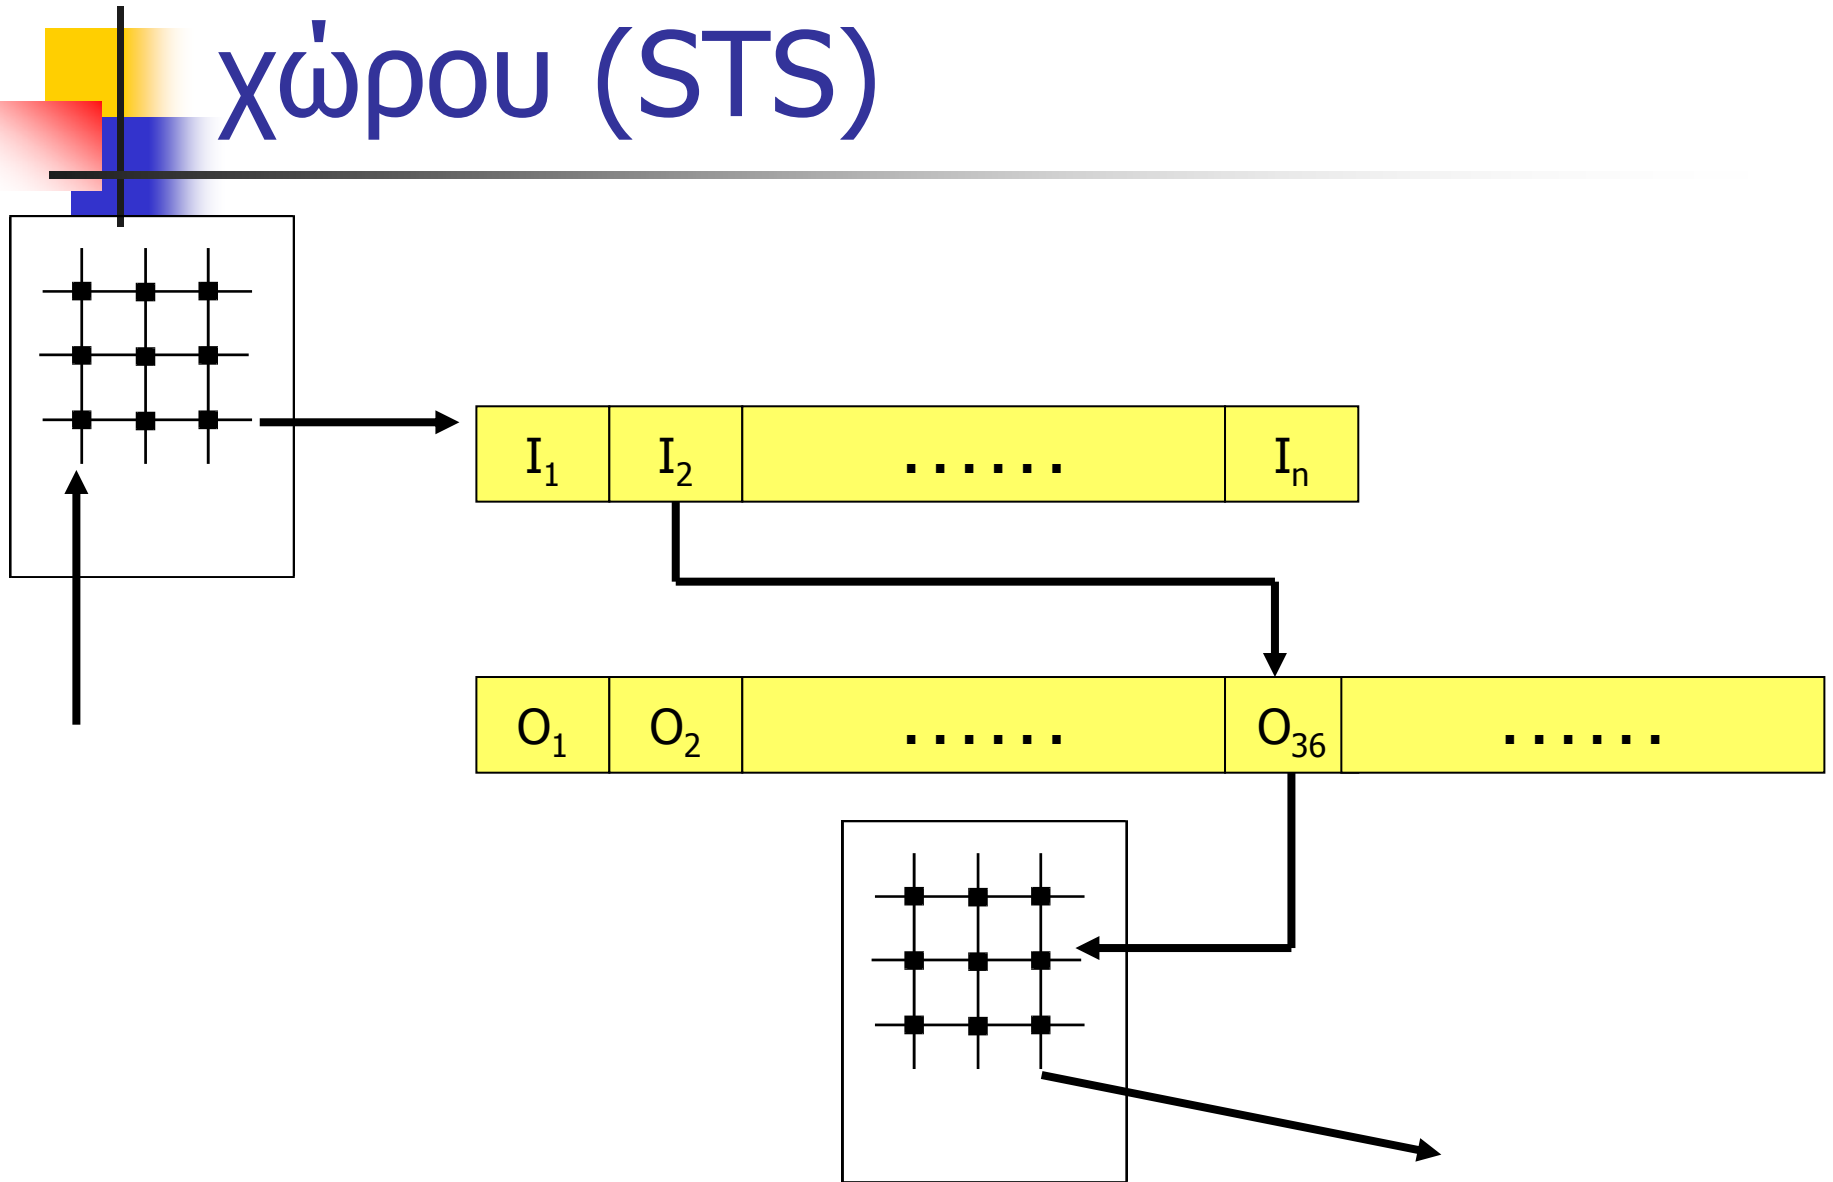 χώρου (STS)
I₁ I₂ ...... Iₙ
O₁ O₂ ...... O₃₆ ......